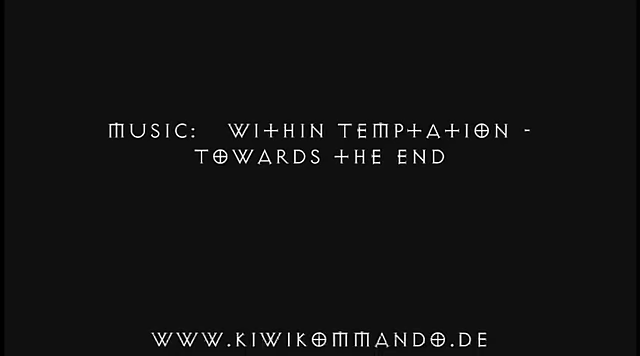 MUSIC: WITHIN TEMPTATION -
TOWARDS THE END
WWW.KIWIKOMMANDO.DE